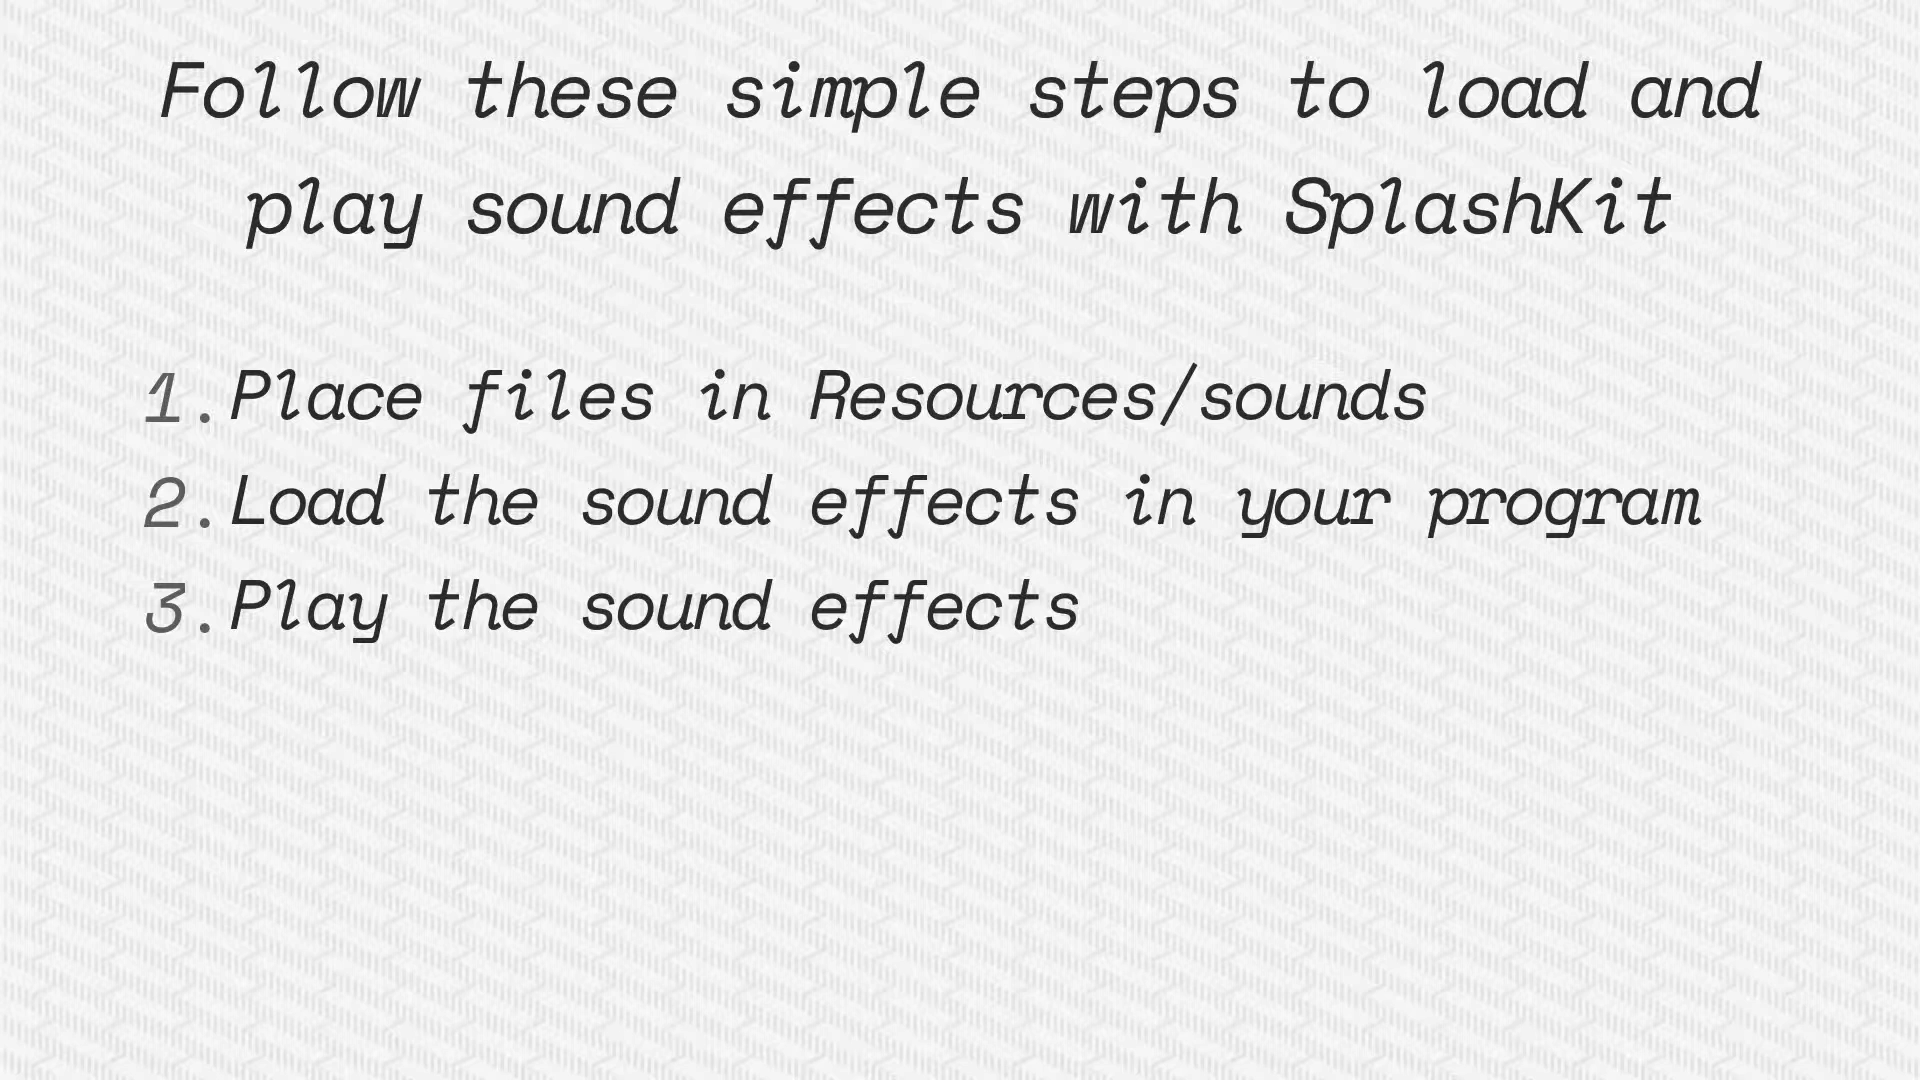 Follow these simple steps to load and
play sound effects with SplashKit
1. Place files in Resources/sounds
2. Load the sound effects in your program
3. Play the sound effects